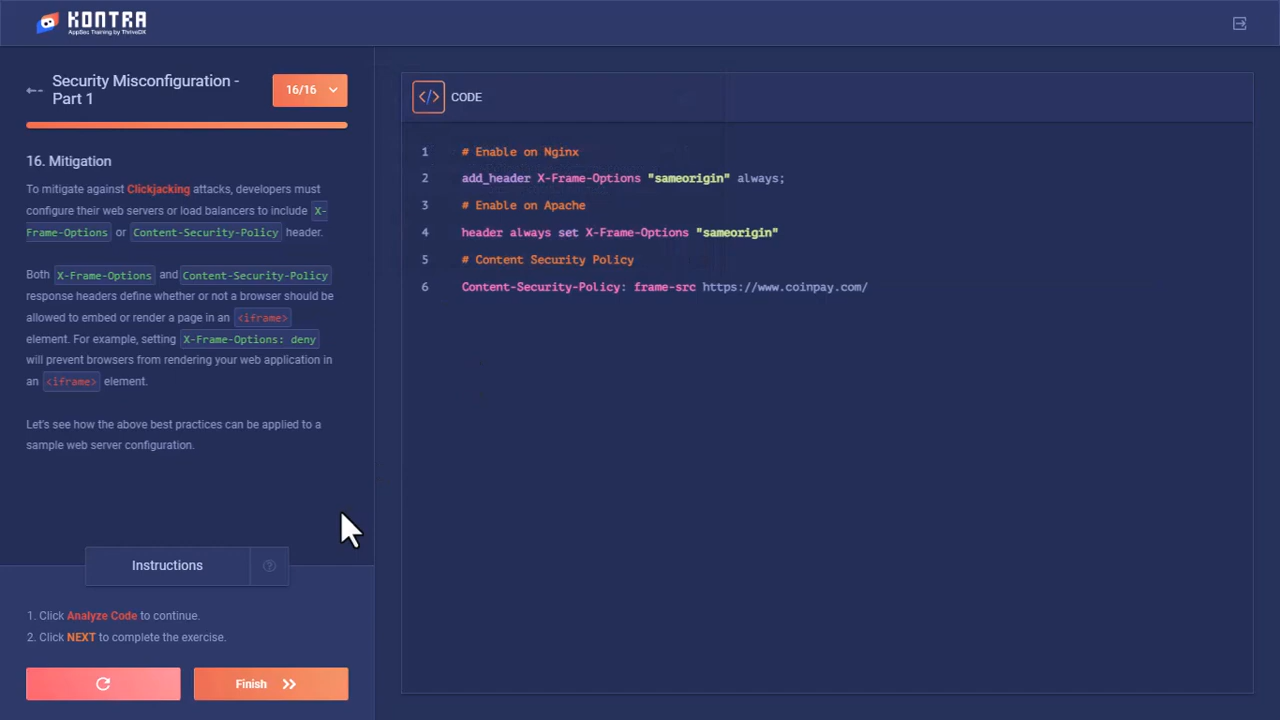 KONTRA
AppSec Training by ThriveDX
Security Misconfiguration -
Part 1
16/16
16. Mitigation
To mitigate against Clickjacking attacks, developers must
configure their web servers or load balancers to include X-
Frame-Options or Content-Security-Policy header.
Both X-Frame-Options and Content-Security-Policy
response headers define whether or not a browser should be
allowed to embed or render a page in an <iframe>
element. For example, setting X-Frame-Options: deny
will prevent browsers from rendering your web application in
an <iframe> element.
Let's see how the above best practices can be applied to a
sample web server configuration.
Instructions
1. Click Analyze Code to continue.
2. Click NEXT to complete the exercise.
Finish
</> CODE
1 # Enable on Nginx
2 add_header X-Frame-Options "sameorigin" always;
3 # Enable on Apache
4 header always set X-Frame-Options "sameorigin"
5 # Content Security Policy
6 Content-Security-Policy: frame-src https://www.coinpay.com/